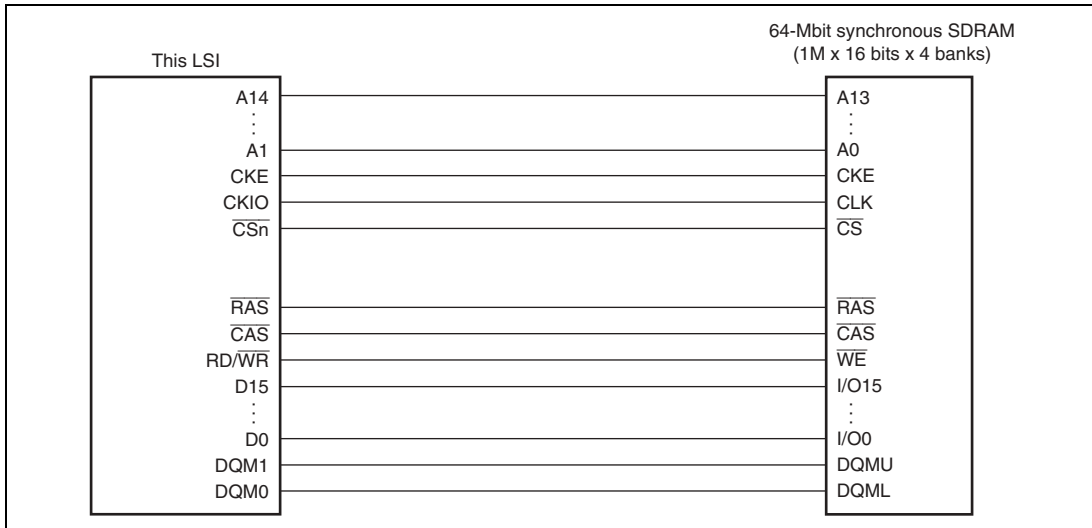 64-Mbit synchronous SDRAM
(1M x 16 bits x 4 banks)
This LSI
A14 A13
A1 A0
CKE CKE
CKIO CLK
CSn CS
RAS RAS
CAS CAS
RD/WR WE
D15 I/O15
D0 I/O0
DQM1 DQMU
DQM0 DQML